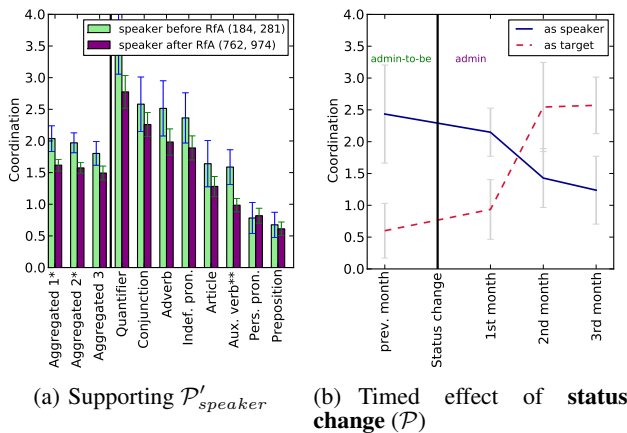 4.0
3.5
3.0
2.5
2.0
1.5
1.0
0.5
0.0
Coordination
speaker before RfA (184, 281)
speaker after RfA (762, 974)
Aggregated 1*
Aggregated 2*
Aggregated 3
Quantifier
Conjunction
Adverb
Indef. pron.
Article
Aux. verb**
Pers. pron.
Preposition
(a) Supporting P′speaker
4.0
3.5
3.0
2.5
2.0
1.5
1.0
0.5
0.0
Coordination
as speaker
as target
admin-to-be
admin
prev. month
Status change
1st month
2nd month
3rd month
(b) Timed effect of status
change (P)